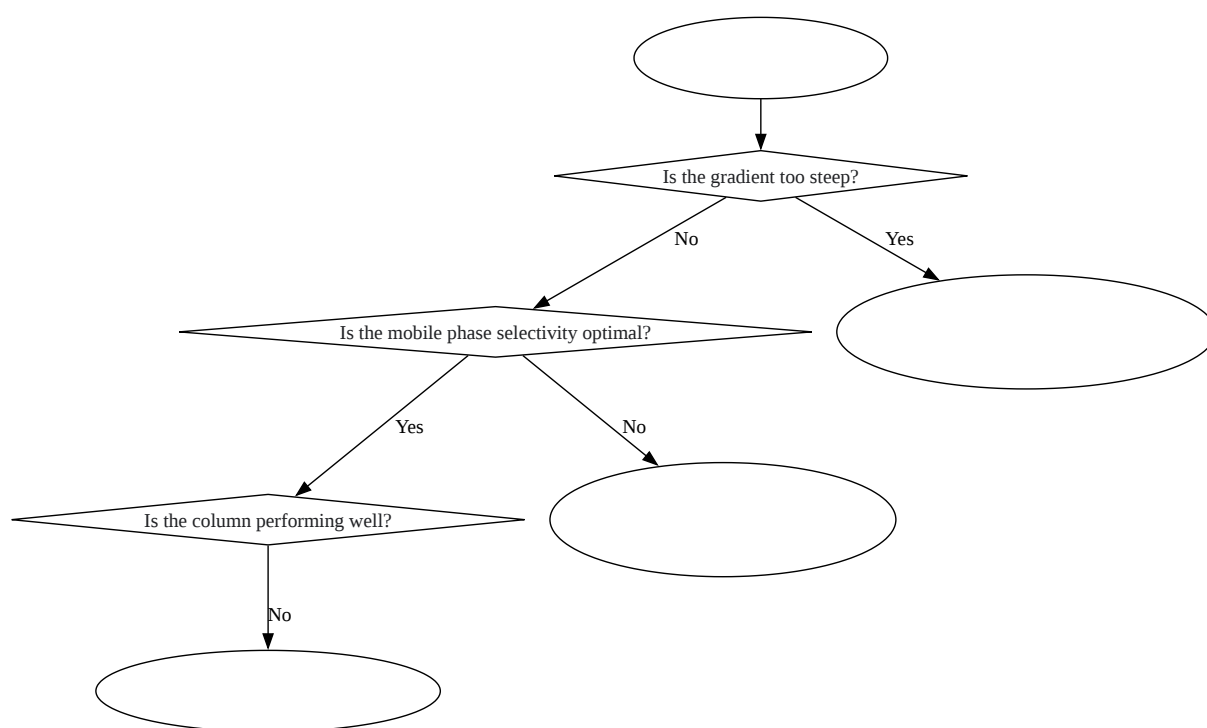 Is the gradient too steep?
No
Yes
Is the mobile phase selectivity optimal?
Yes
No
Is the column performing well?
No